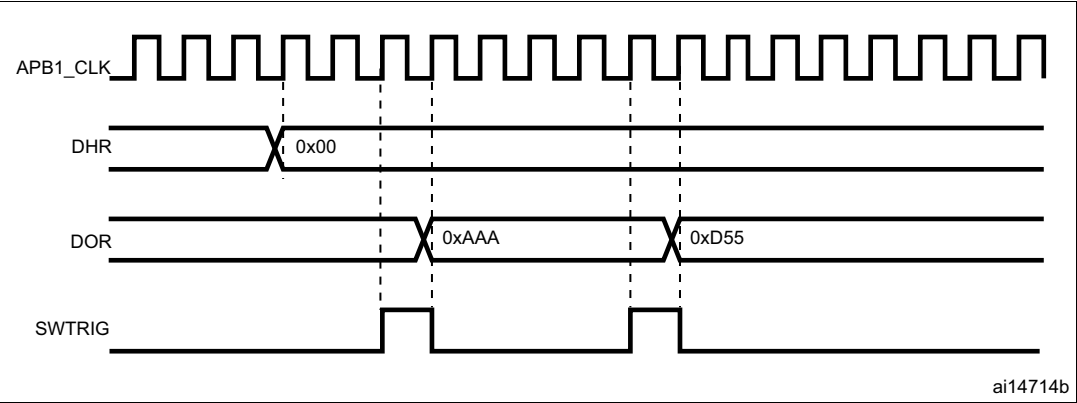 APB1_CLK
DHR
0x00
DOR
0xAAA
0xD55
SWTRIG
ai14714b